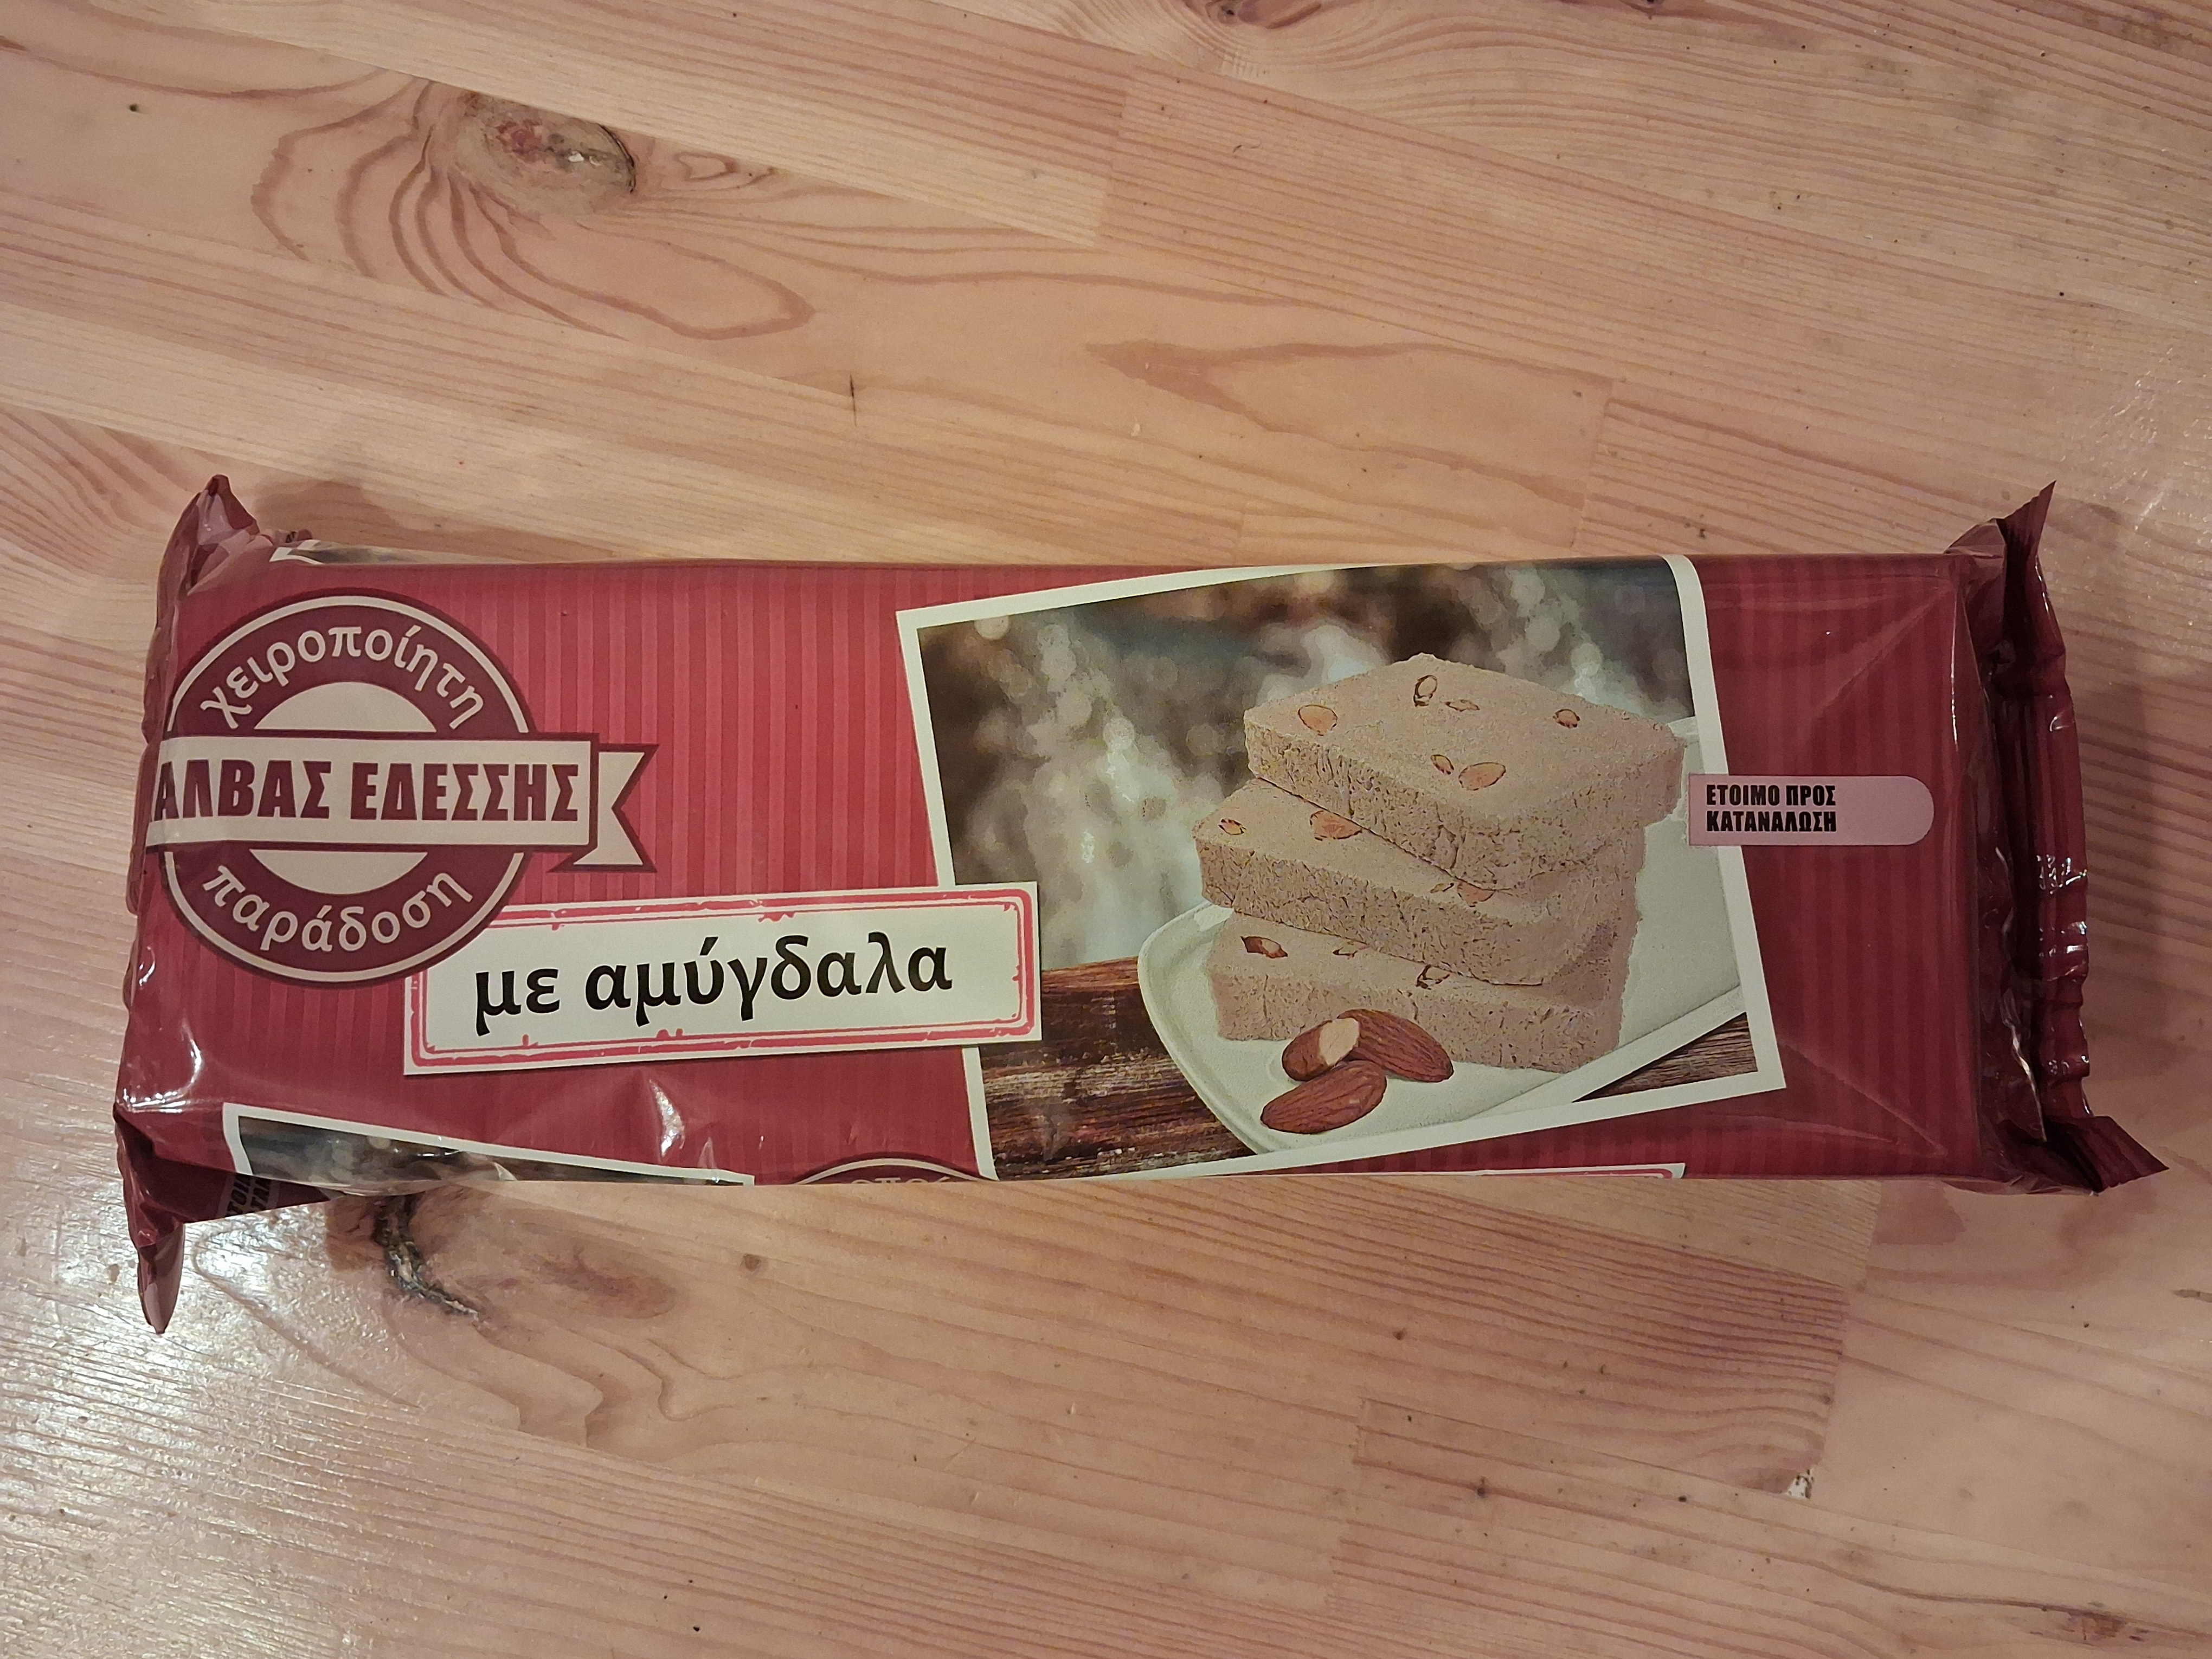 χειροποίητη
ΑΛΒΑΣ ΕΔΕΣΣΗΣ
παράδοση
με αμύγδαλα
ΕΤΟΙΜΟ ΠΡΟΣ
ΚΑΤΑΝΑΛΩΣΗ